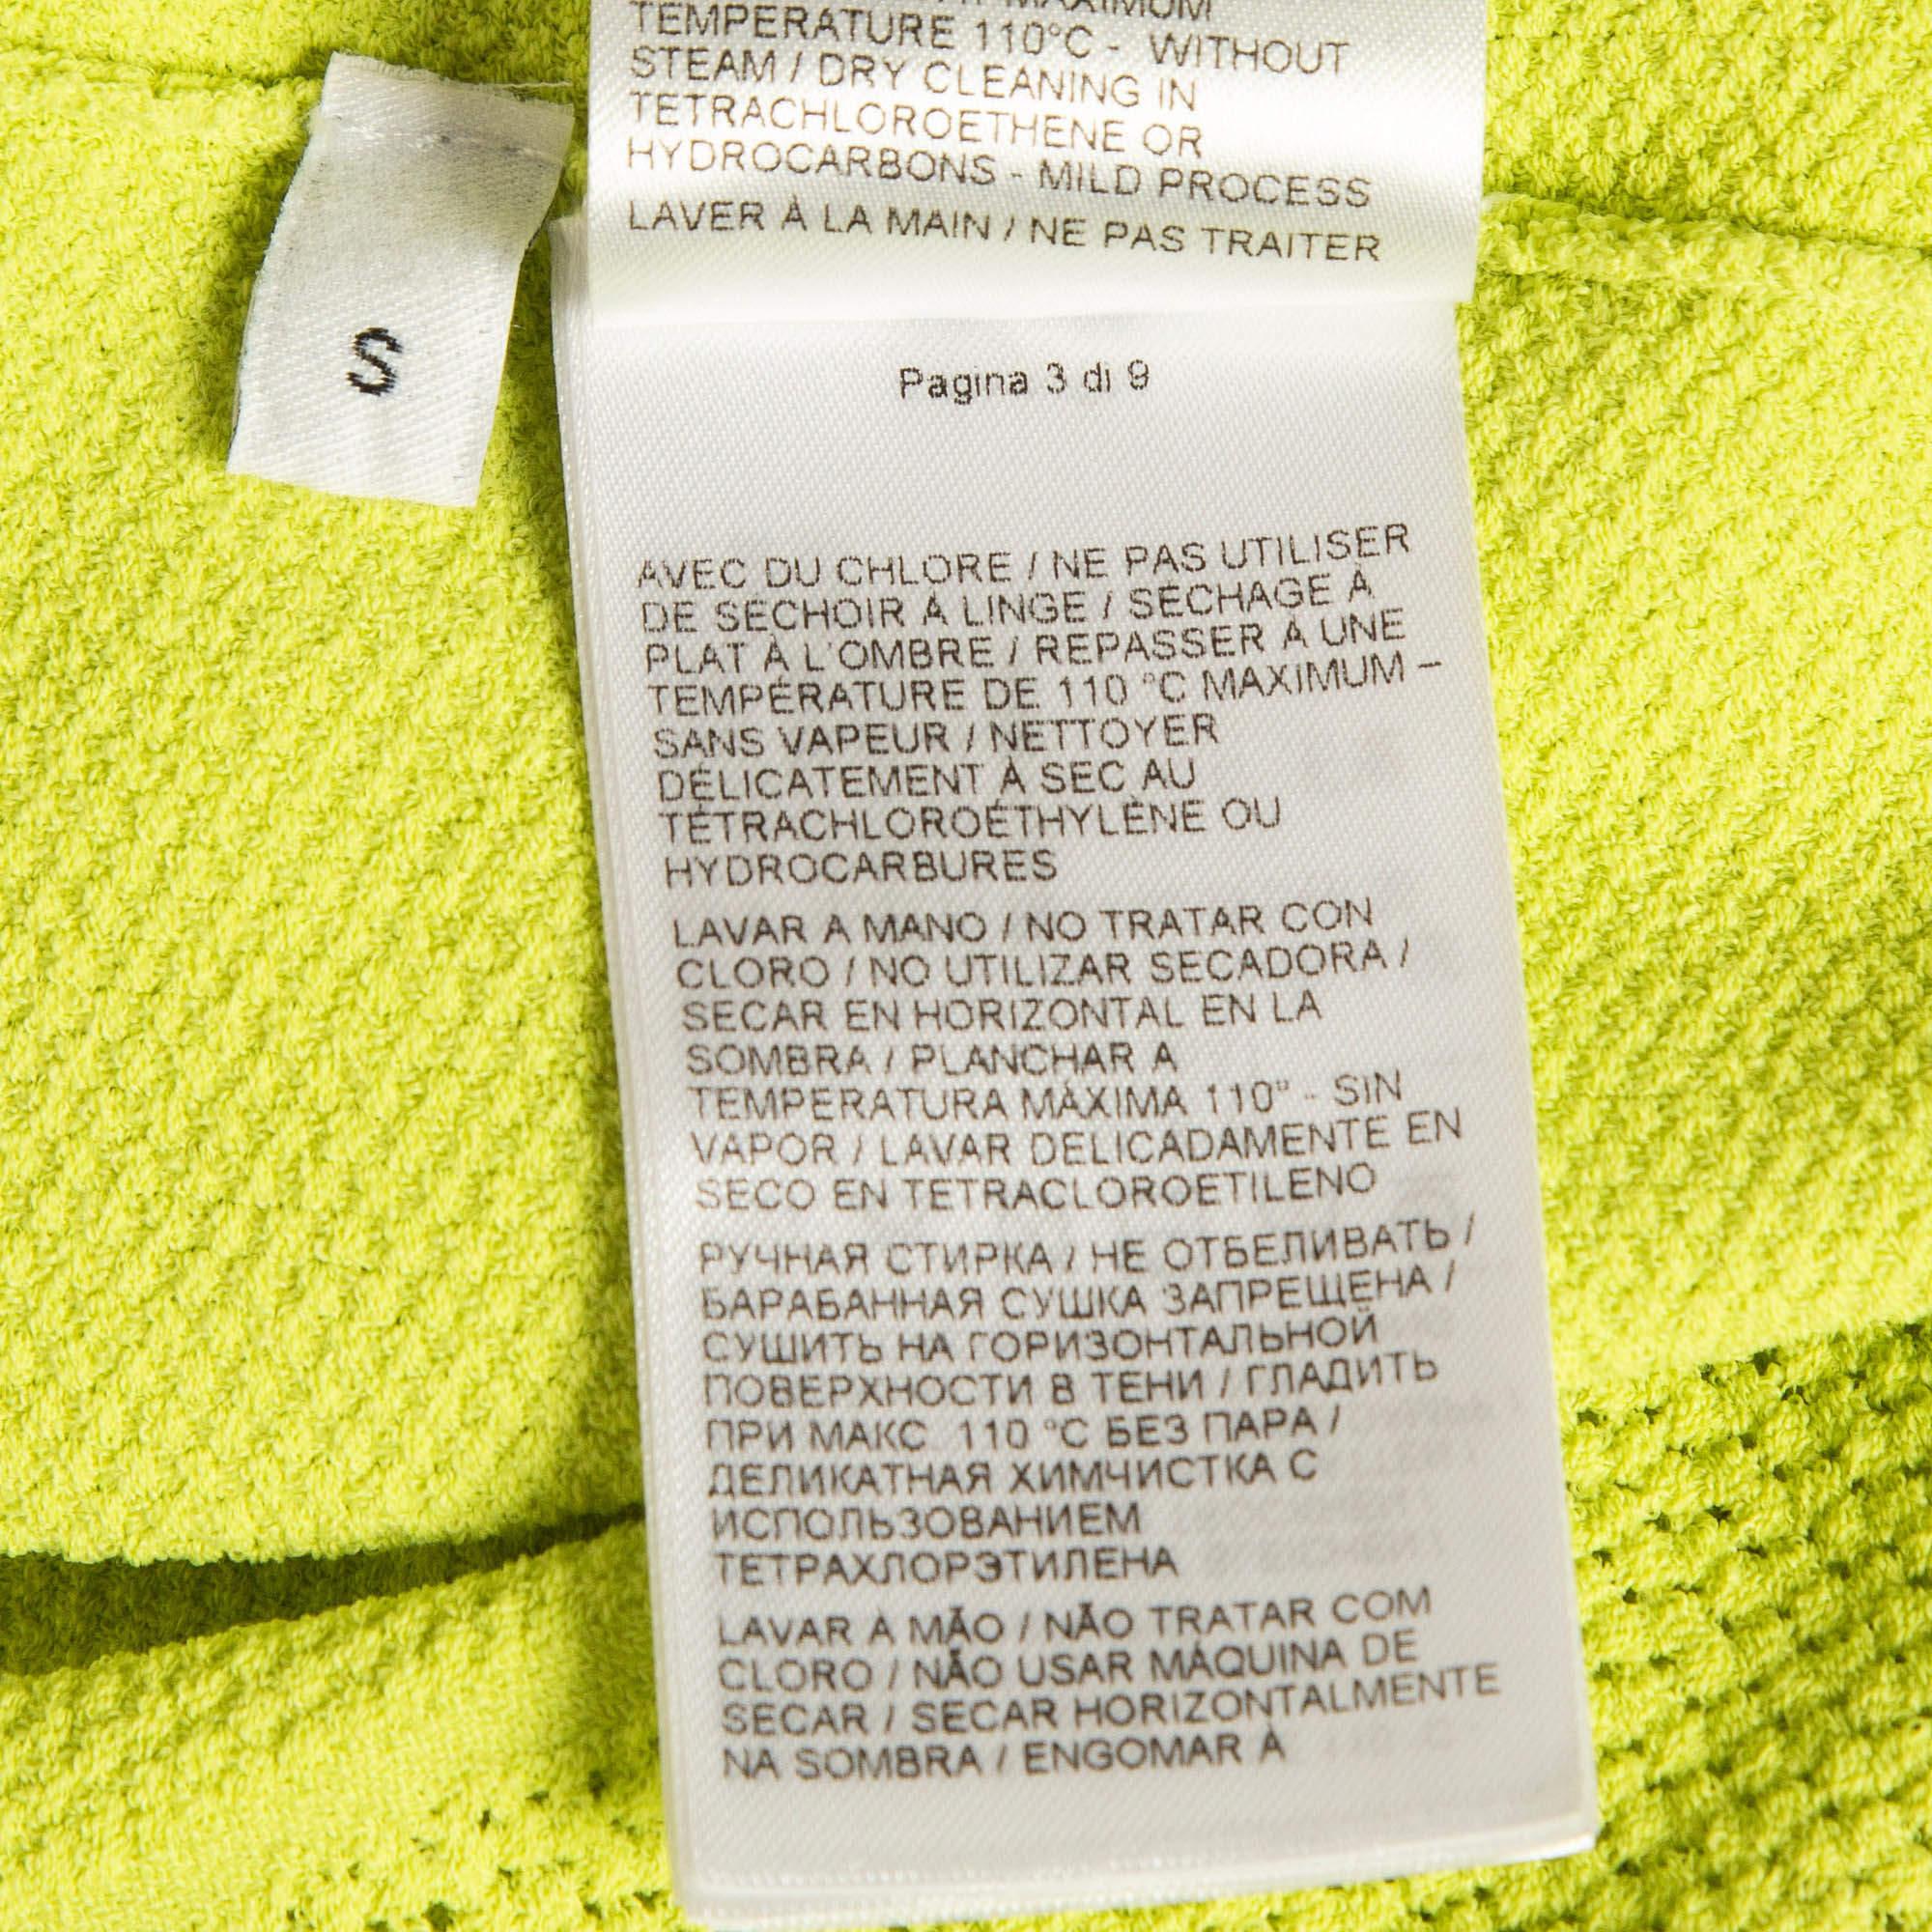 MAXIMUM
TEMPERATURE 110°C - WITHOUT
STEAM / DRY CLEANING IN
TETRACHLOROETHENE OR
HYDROCARBONS - MILD PROCESS
LAVER À LA MAIN / NE PAS TRAITER
S
Pagina 3 di 9
AVEC DU CHLORE / NE PAS UTILISER
DE SÉCHOIR À LINGE / SÉCHAGE À
PLAT À L'OMBRE / REPASSER À UNE
TEMPÉRATURE DE 110 °C MAXIMUM –
SANS VAPEUR / NETTOYER
DÉLICATEMENT À SEC AU
TÉTRACHLOROÉTHYLÈNE OU
HYDROCARBURES
LAVAR A MANO / NO TRATAR CON
CLORO / NO UTILIZAR SECADORA /
SECAR EN HORIZONTAL EN LA
SOMBRA / PLANCHAR A
TEMPERATURA MÁXIMA 110° - SIN
VAPOR / LAVAR DELICADAMENTE EN
SECO EN TETRACLOROETILENO
РУЧНАЯ СТИРКА / НЕ ОТБЕЛИВАТЬ /
БАРАБАННАЯ СУШКА ЗАПРЕЩЕНА /
СУШИТЬ НА ГОРИЗОНТАЛЬНОЙ
ПОВЕРХНОСТИ В ТЕНИ / ГЛАДИТЬ
ПРИ МАКС. 110 °C БЕЗ ПАРА /
ДЕЛИКАТНАЯ ХИМЧИСТКА С
ИСПОЛЬЗОВАНИЕМ
ТЕТРАХЛОРЭТИЛЕНА
LAVAR A MÃO / NÃO TRATAR COM
CLORO / NÃO USAR MÁQUINA DE
SECAR / SECAR HORIZONTALMENTE
NA SOMBRA / ENGOMAR À